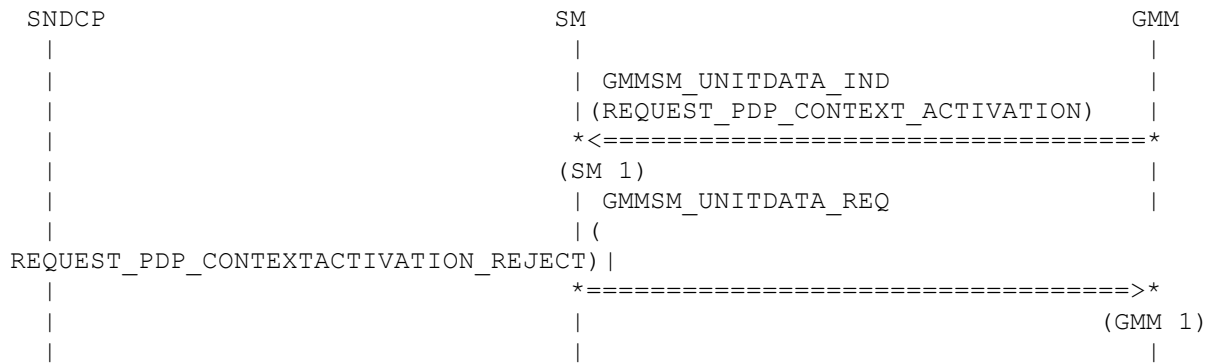 SNDCP                            SM                                  GMM
  |                                |                                   |
  |                                | GMMSM_UNITDATA_IND                |
  |                                |(REQUEST_PDP_CONTEXT_ACTIVATION)   |
  |                                *<==================================*
  |                               (SM 1)                               |
  |                                | GMMSM_UNITDATA_REQ                |
  |                                |(
REQUEST_PDP_CONTEXTACTIVATION_REJECT)|
  |                                *==================================>*
  |                                |                                (GMM 1)
  |                                |                                   |